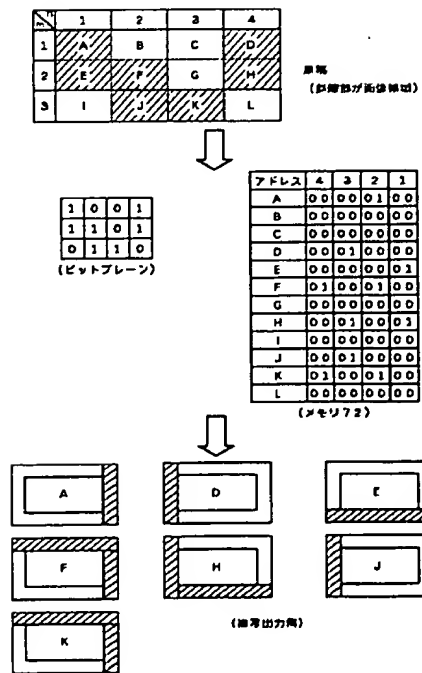 m n 1 2 3 4
1 A B C D
2 E F G H
3 I J K L
原稿
(斜線部が画像領域)
1 0 0 1
1 1 0 1
0 1 1 0
(ビットプレーン)
アドレス 4 3 2 1
A 00 00 01 00
B 00 00 00 00
C 00 00 00 00
D 00 01 00 00
E 00 00 00 01
F 01 00 01 00
G 00 00 00 00
H 00 01 00 01
I 00 00 00 00
J 00 01 00 00
K 01 00 01 00
L 00 00 00 00
(メモリ72)
A D E
F H J
K
(複写出力例)